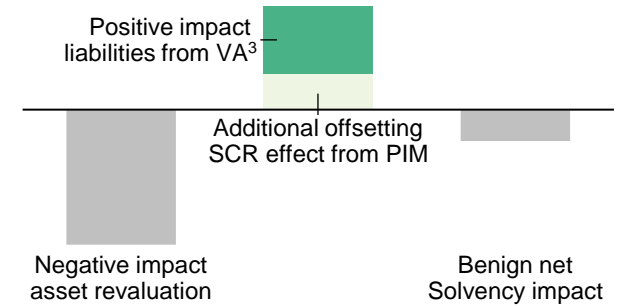 Positive impact
liabilities from VA³
Additional offsetting
SCR effect from PIM
Negative impact
asset revaluation
Benign net
Solvency impact